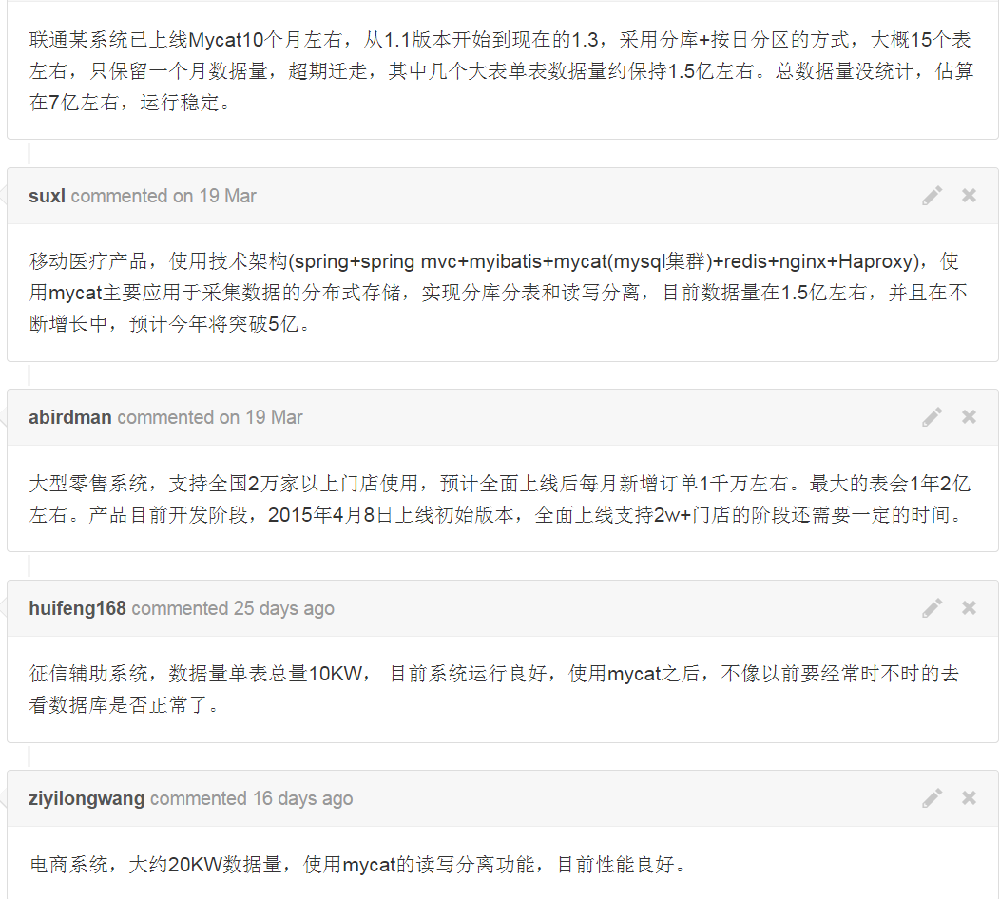 联通某系统已上线Mycat10个月左右，从1.1版本开始到现在的1.3，采用分库+按日分区的方式，大概15个表
左右，只保留一个月数据量，超期迁走，其中几个大表单表数据量约保持1.5亿左右。总数据量没统计，估算
在7亿左右，运行稳定。
suxl commented on 19 Mar
移动医疗产品，使用技术架构(spring+spring mvc+myibatis+mycat(mysql集群)+redis+nginx+Haproxy)，使
用mycat主要应用于采集数据的分布式存储，实现分库分表和读写分离，目前数据量在1.5亿左右，并且在不
断增长中，预计今年将突破5亿。
abirdman commented on 19 Mar
大型零售系统，支持全国2万家以上门店使用，预计全面上线后每月新增订单1千万左右。最大的表会1年2亿
左右。产品目前开发阶段，2015年4月8日上线初始版本，全面上线支持2w+门店的阶段还需要一定的时间。
huifeng168 commented 25 days ago
征信辅助系统，数据量单表总量10KW， 目前系统运行良好，使用mycat之后，不像以前要经常时不时的去
看数据库是否正常了。
ziyilongwang commented 16 days ago
电商系统，大约20KW数据量，使用mycat的读写分离功能，目前性能良好。